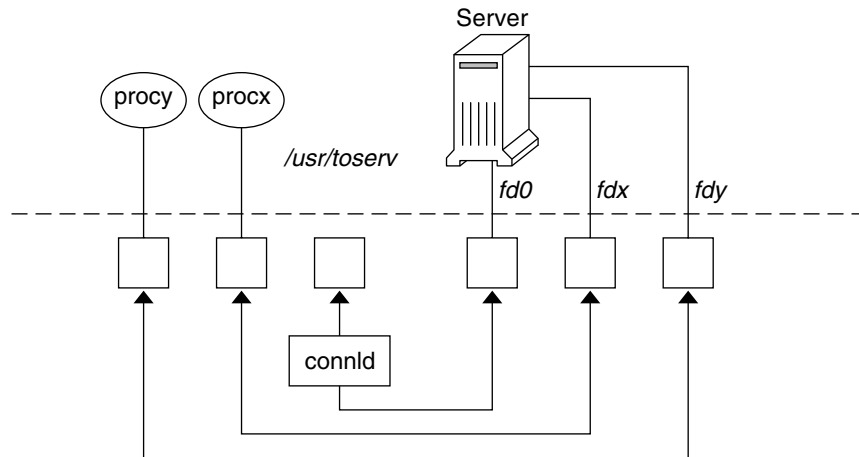 Server
procy
procx
/usr/toserv
fd0
fdx
fdy
connld